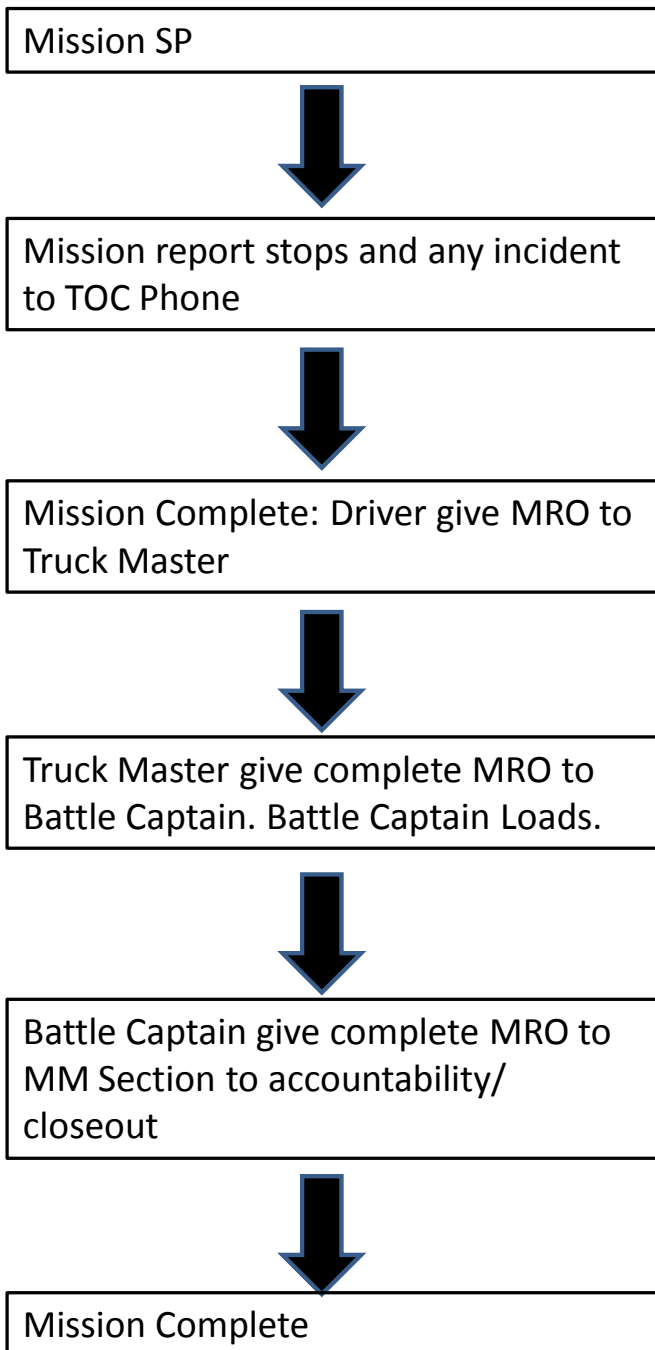 Mission SP
Mission report stops and any incident
to TOC Phone
Mission Complete: Driver give MRO to
Truck Master
Truck Master give complete MRO to
Battle Captain. Battle Captain Loads.
Battle Captain give complete MRO to
MM Section to accountability/
closeout
Mission Complete